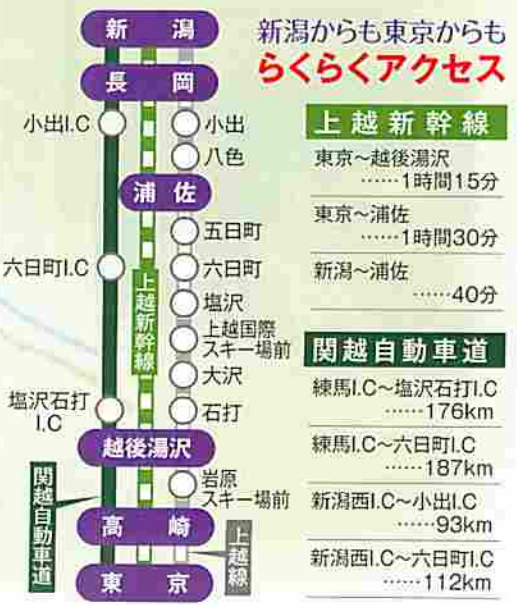 新潟
長岡
小出I.C
小出
八色
浦佐
五日町
六日町I.C
六日町
上越新幹線
塩沢
上越国際
スキー場前
大沢
塩沢石打
I.C
石打
越後湯沢
関越自動車道
岩原
スキー場前
高崎
上越線
東京
新潟からも東京からも
らくらくアクセス
上越新幹線
東京～越後湯沢
……1時間15分
東京～浦佐
……1時間30分
新潟～浦佐
……40分
関越自動車道
練馬I.C～塩沢石打I.C
……176km
練馬I.C～六日町I.C
……187km
新潟西I.C～小出I.C
……93km
新潟西I.C～六日町I.C
……112km